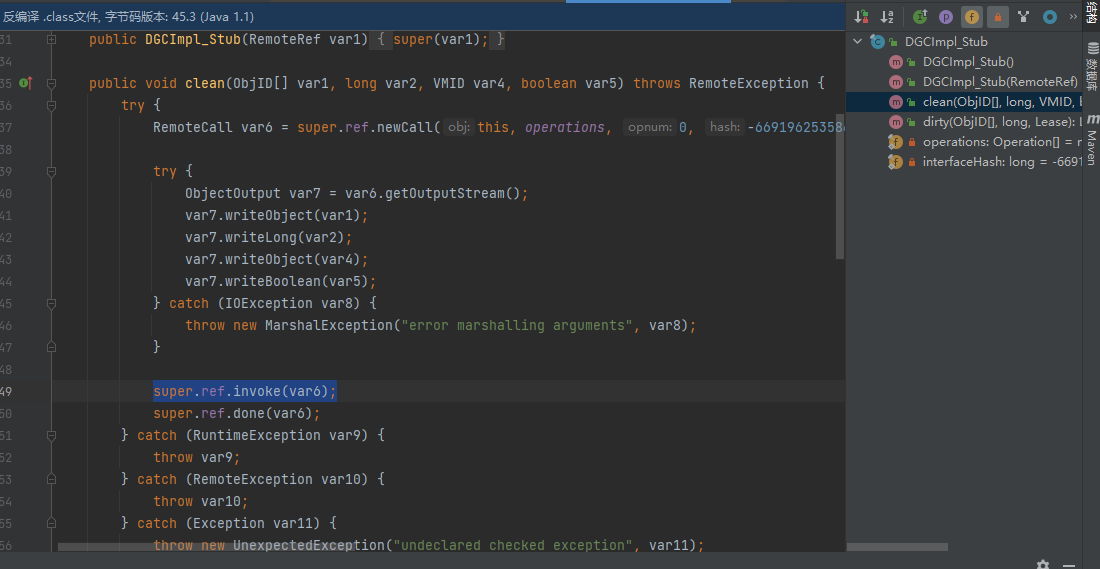 反编译 .class文件, 字节码版本: 45.3 (Java 1.1)
31 public DGCImpl_Stub(RemoteRef var1) { super(var1); }
34
35 public void clean(ObjID[] var1, long var2, VMID var4, boolean var5) throws RemoteException {
36 try {
37 RemoteCall var6 = super.ref.newCall( obj: this, operations, opnum: 0, hash: -669196253586
38
39 try {
40 ObjectOutput var7 = var6.getOutputStream();
41 var7.writeObject(var1);
42 var7.writeLong(var2);
43 var7.writeObject(var4);
44 var7.writeBoolean(var5);
45 } catch (IOException var8) {
46 throw new MarshalException("error marshalling arguments", var8);
47 }
48
49 super.ref.invoke(var6);
50 super.ref.done(var6);
51 } catch (RuntimeException var9) {
52 throw var9;
53 } catch (RemoteException var10) {
54 throw var10;
55 } catch (Exception var11) {
56 throw new UnexpectedException("undeclared checked exception", var11);
DGCImpl_Stub
DGCImpl_Stub()
DGCImpl_Stub(RemoteRef)
clean(ObjID[], long, VMID, b
dirty(ObjID[], long, Lease): L
operations: Operation[] = n
interfaceHash: long = -6691
结构
数据库
Maven